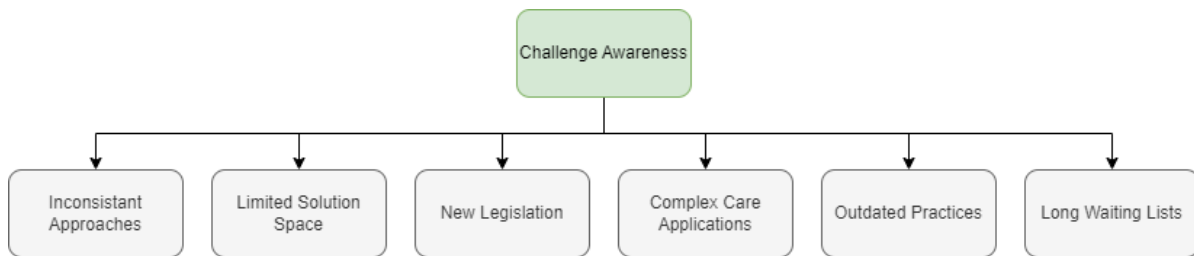 Challenge Awareness
Inconsistant
Approaches
Limited Solution
Space
New Legislation
Complex Care
Applications
Outdated Practices
Long Waiting Lists